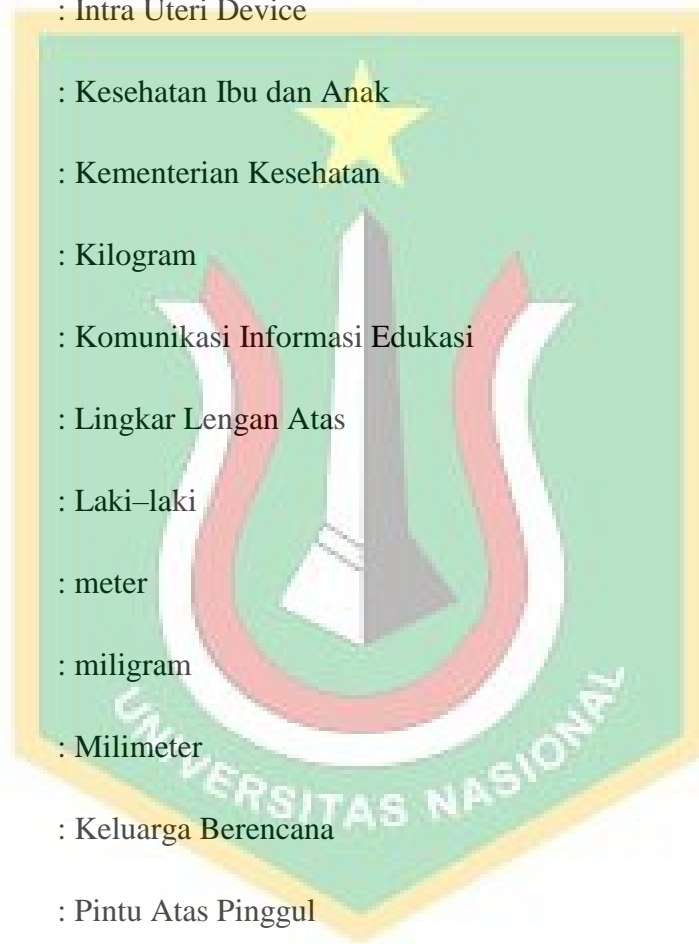 : Intra Uteri Device
: Kesehatan Ibu dan Anak
: Kementerian Kesehatan
: Kilogram
: Komunikasi Informasi Edukasi
: Lingkar Lengan Atas
: Laki–laki
: meter
: miligram
: Milimeter
: Keluarga Berencana
: Pintu Atas Pinggul
UNIVERSITAS NASIONAL